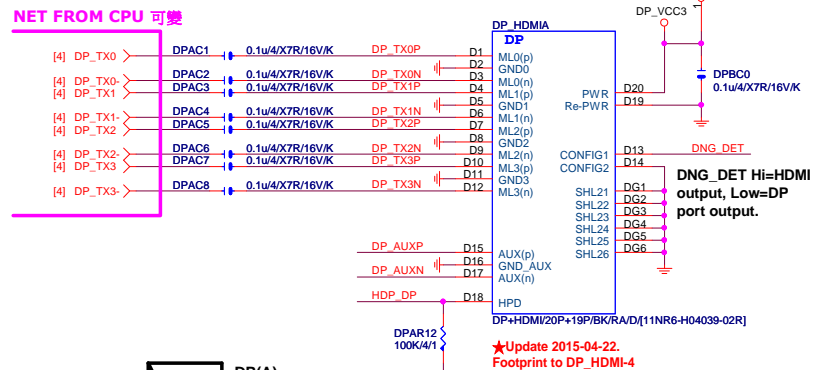 NET FROM CPU 可變
[4] DP_TX0
[4] DP_TX0-
[4] DP_TX1
[4] DP_TX1-
[4] DP_TX2
[4] DP_TX2-
[4] DP_TX3
[4] DP_TX3-
DPAC1 0.1u/4/X7R/16V/K DP_TX0P
DPAC2 0.1u/4/X7R/16V/K DP_TX0N
DPAC3 0.1u/4/X7R/16V/K DP_TX1P
DPAC4 0.1u/4/X7R/16V/K DP_TX1N
DPAC5 0.1u/4/X7R/16V/K DP_TX2P
DPAC6 0.1u/4/X7R/16V/K DP_TX2N
DPAC7 0.1u/4/X7R/16V/K DP_TX3P
DPAC8 0.1u/4/X7R/16V/K DP_TX3N
DP_AUXP
DP_AUXN
HDP_DP
DPAR12
100K/4/1
DP_HDMIA
DP
D1 ML0(p)
D2 GND0
D3 ML0(n)
D4 ML1(p)
D5 GND1
D6 ML1(n)
D7 ML2(p)
D8 GND2
D9 ML2(n)
D10 ML3(p)
D11 GND3
D12 ML3(n)
D15 AUX(p)
D16 GND_AUX
D17 AUX(n)
D18 HPD
PWR D20
Re-PWR D19
CONFIG1 D13
CONFIG2 D14
SHL21 DG1
SHL22 DG2
SHL23 DG3
SHL24 DG4
SHL25 DG5
SHL26 DG6
DP_VCC3
1
DPBC0
0.1u/4/X7R/16V/K
DNG_DET
DNG_DET Hi=HDMI
output, Low=DP
port output.
DP+HDMI/20P+19P/BK/RA/D/[11NR6-H04039-02R]
★Update 2015-04-22.
Footprint to DP_HDMI-4